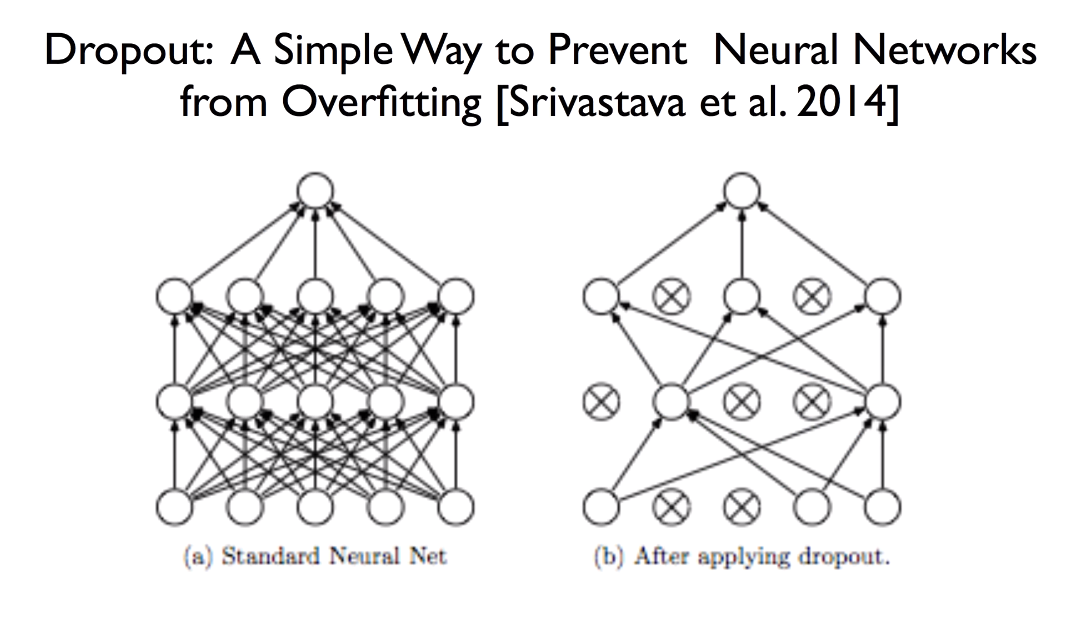 Dropout: A Simple Way to Prevent Neural Networks
from Overfitting [Srivastava et al. 2014]
(a) Standard Neural Net
(b) After applying dropout.